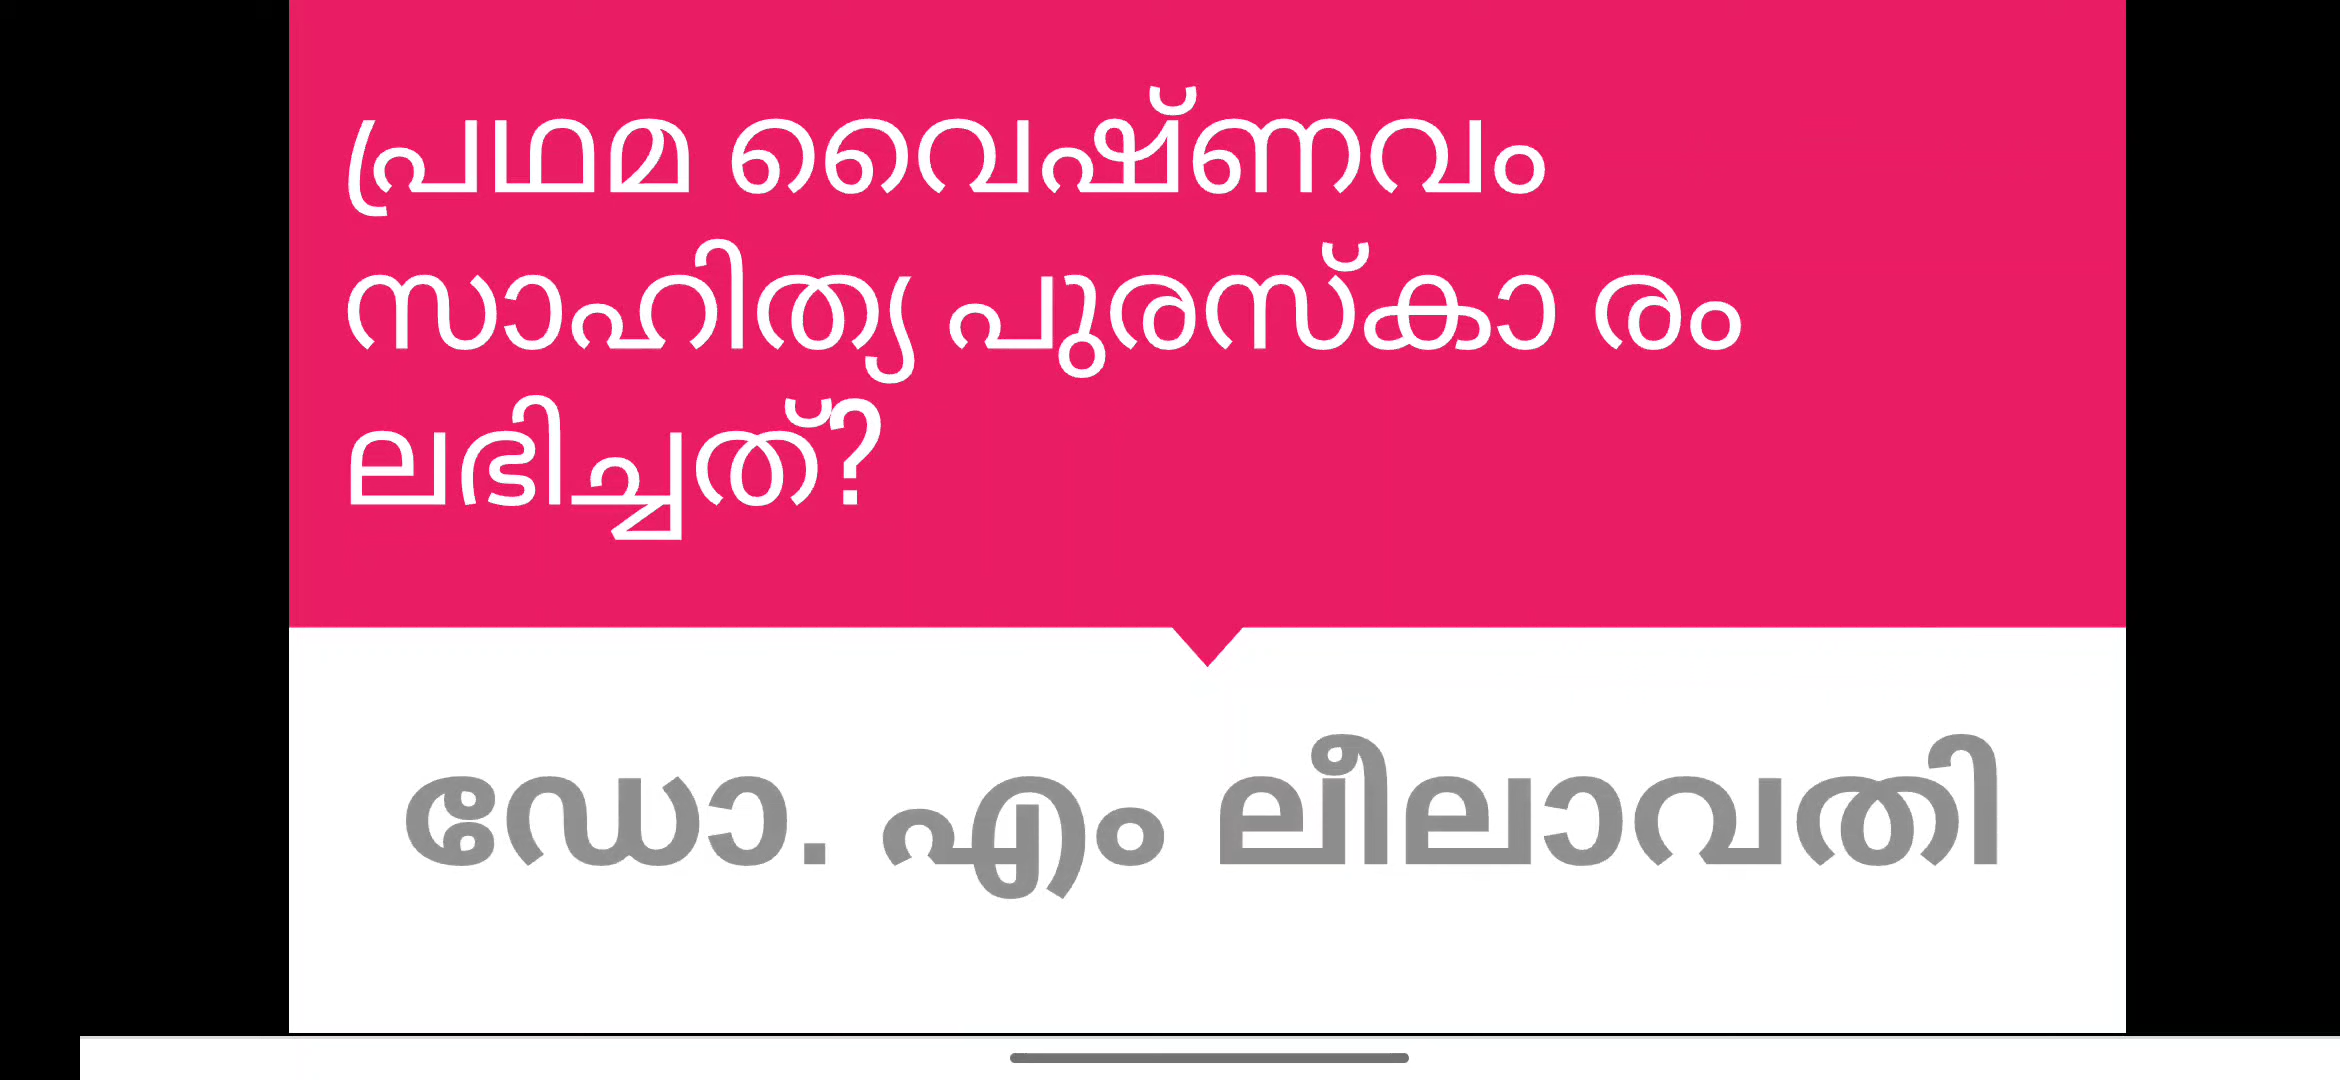 പ്രഥമ വൈഷ്ണവം
സാഹിത്യ പുരസ്കാ രം
ലഭിച്ചത്?
ഡോ. എം ലീലാവതി